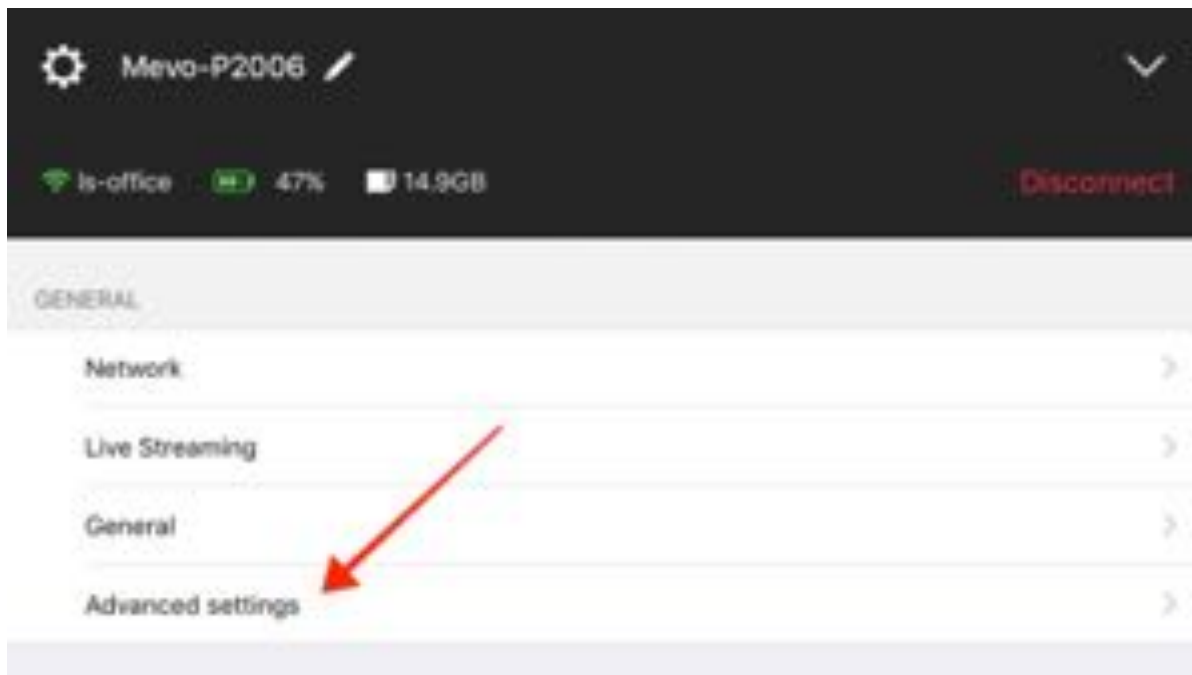 Mevo-P2006
ls-office 47% 14.9GB Disconnect
GENERAL
Network
Live Streaming
General
Advanced settings